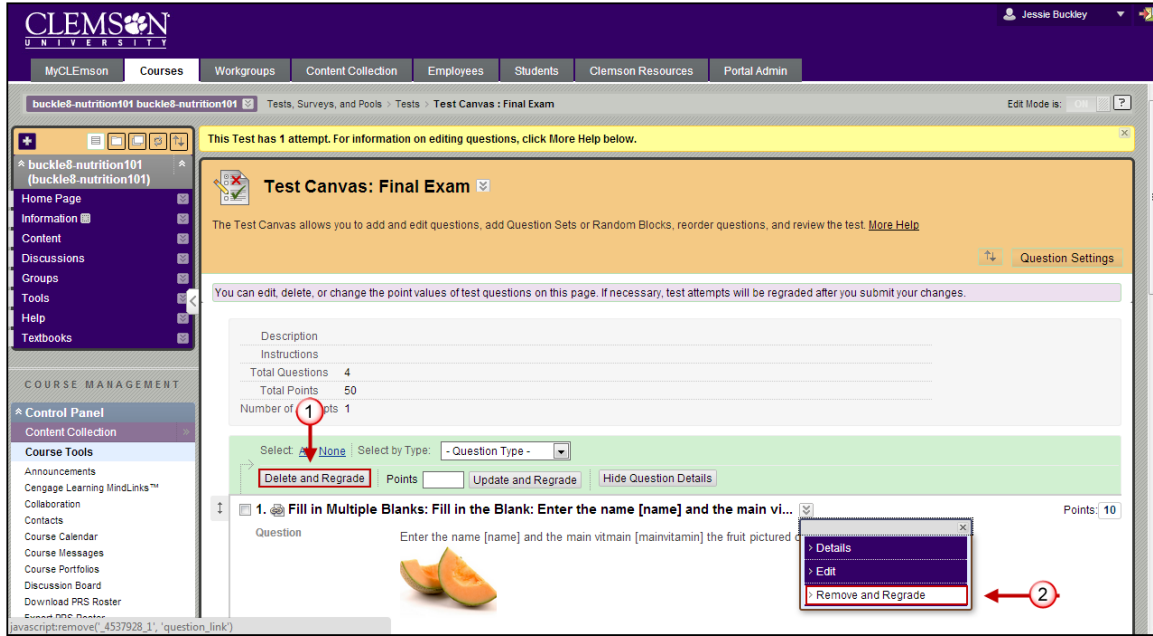 CLEMSON
UNIVERSITY
Jessie Buckley
MyCLEmson Courses Workgroups Content Collection Employees Students Clemson Resources Portal Admin
buckle8-nutrition101 buckle8-nutrition101 Tests, Surveys, and Pools > Tests > Test Canvas : Final Exam Edit Mode is: ?
This Test has 1 attempt. For information on editing questions, click More Help below.
buckle8-nutrition101
(buckle8-nutrition101)
Home Page
Information
Content
Discussions
Groups
Tools
Help
Textbooks
COURSE MANAGEMENT
Control Panel
Content Collection
Course Tools
Announcements
Cengage Learning MindLinks™
Collaboration
Contacts
Course Calendar
Course Messages
Course Portfolios
Discussion Board
Download PRS Roster
javascript:remove('_4537928_1', 'question_link')
Test Canvas: Final Exam
The Test Canvas allows you to add and edit questions, add Question Sets or Random Blocks, reorder questions, and review the test. More Help
Question Settings
You can edit, delete, or change the point values of test questions on this page. If necessary, test attempts will be regraded after you submit your changes.
Description
Instructions
Total Questions 4
Total Points 50
Number of 1
1
Select: None Select by Type: - Question Type -
Delete and Regrade Points Update and Regrade Hide Question Details
1. Fill in Multiple Blanks: Fill in the Blank: Enter the name [name] and the main vi... Points: 10
Question Enter the name [name] and the main vitmain [mainvitamin] the fruit pictured
> Details
> Edit
> Remove and Regrade
2